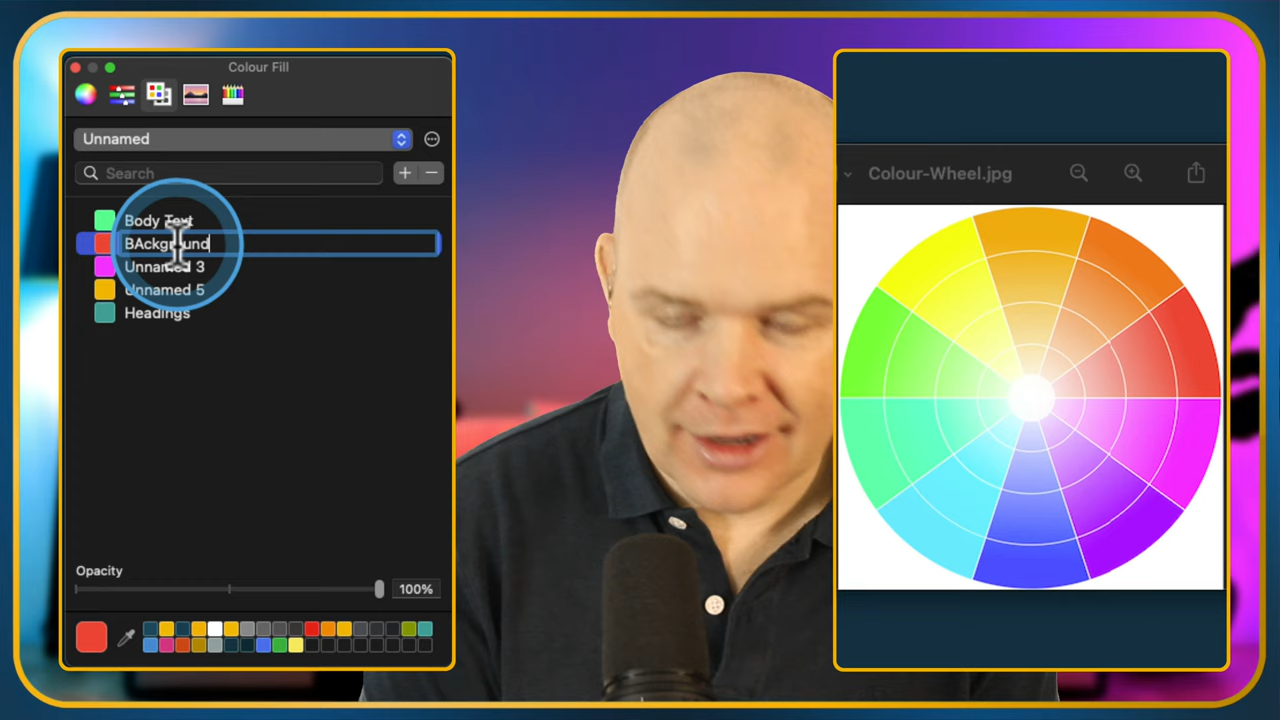 Colour Fill
Unnamed
Search
Body Text
BAckground
Unnamed 3
Unnamed 5
Headings
Opacity
100%
Colour-Wheel.jpg